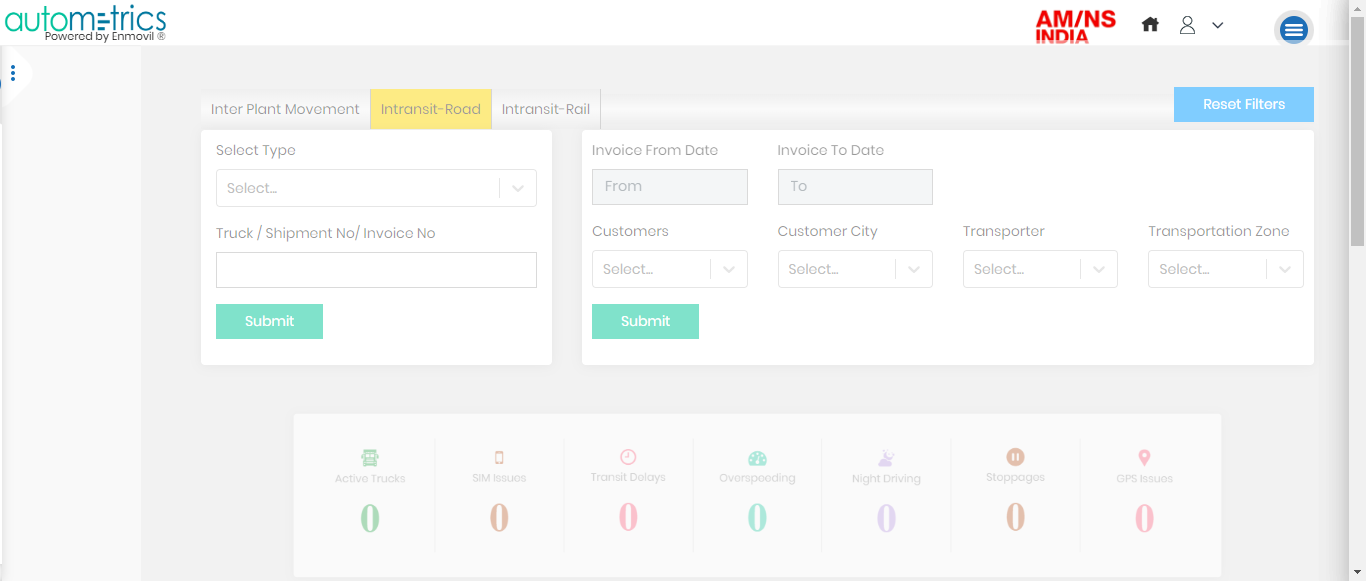 autometrics
Powered by Enmovil ®
AM/NS
INDIA
Inter Plant Movement
Intransit-Road
Intransit-Rail
Reset Filters
Select Type
Select...
Truck / Shipment No/ Invoice No
Submit
Invoice From Date
Invoice To Date
From
To
Customers
Customer City
Transporter
Transportation Zone
Select...
Select...
Select...
Select...
Submit
Active Trucks
SIM Issues
Transit Delays
Overspeeding
Night Driving
Stoppages
GPS Issues
0
0
0
0
0
0
0